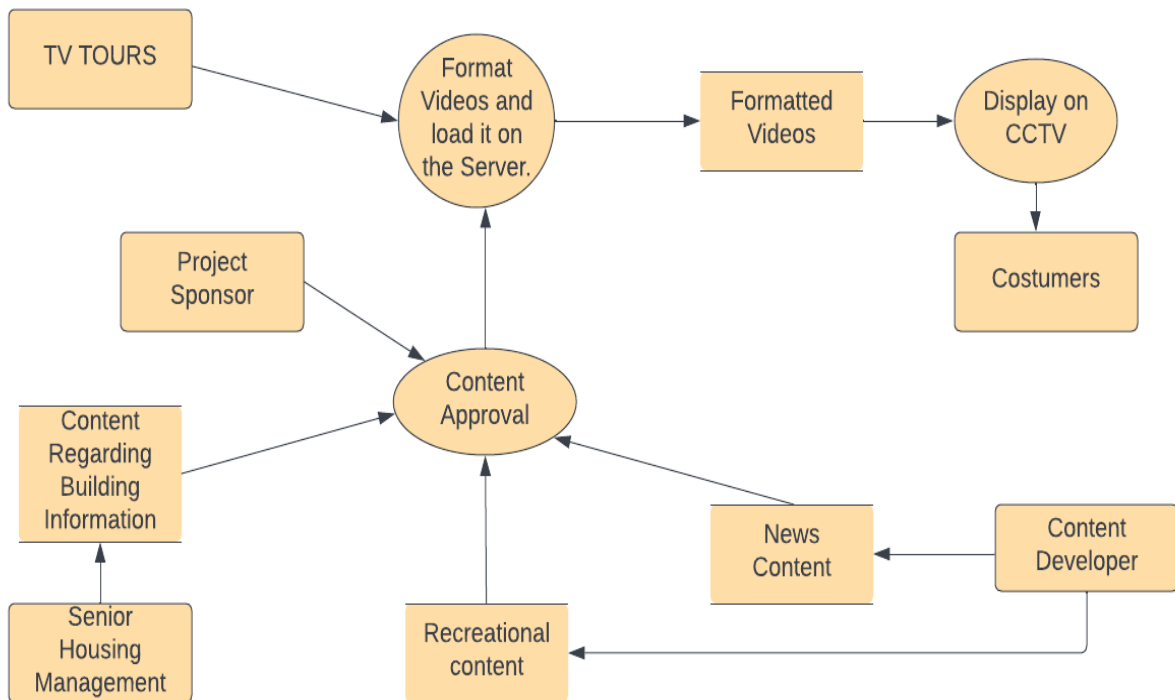 TV TOURS
Format
Videos and
load it on
the Server.
Formatted
Videos
Display on
CCTV
Project
Sponsor
Costumers
Content
Approval
Content
Regarding
Building
Information
News
Content
Content
Developer
Senior
Housing
Management
Recreational
content